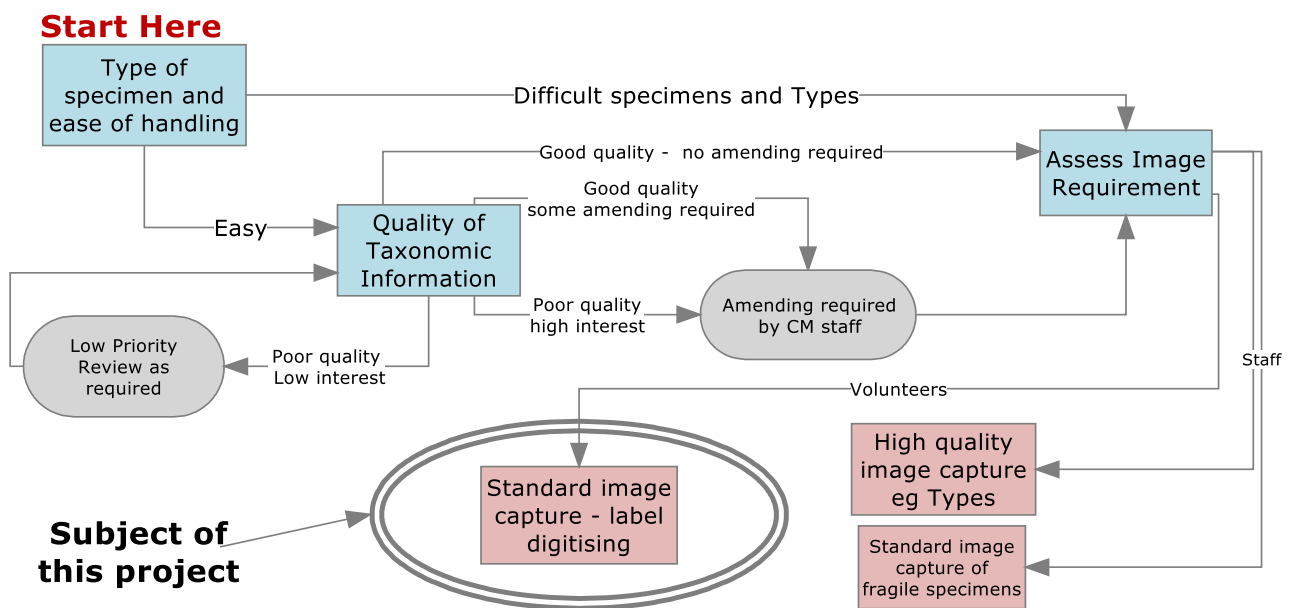 Start Here
Type of
specimen and
ease of handling
Difficult specimens and Types
Good quality -  no amending required
Assess Image
Requirement
Good quality
some amending required
Easy
Quality of
Taxonomic
Information
Poor quality
high interest
Amending required
by CM staff
Low Priority
Review as
required
Poor quality
Low interest
Staff
Volunteers
High quality
image capture
eg Types
Standard image
capture - label
digitising
Subject of
this project
Standard image
capture of
fragile specimens